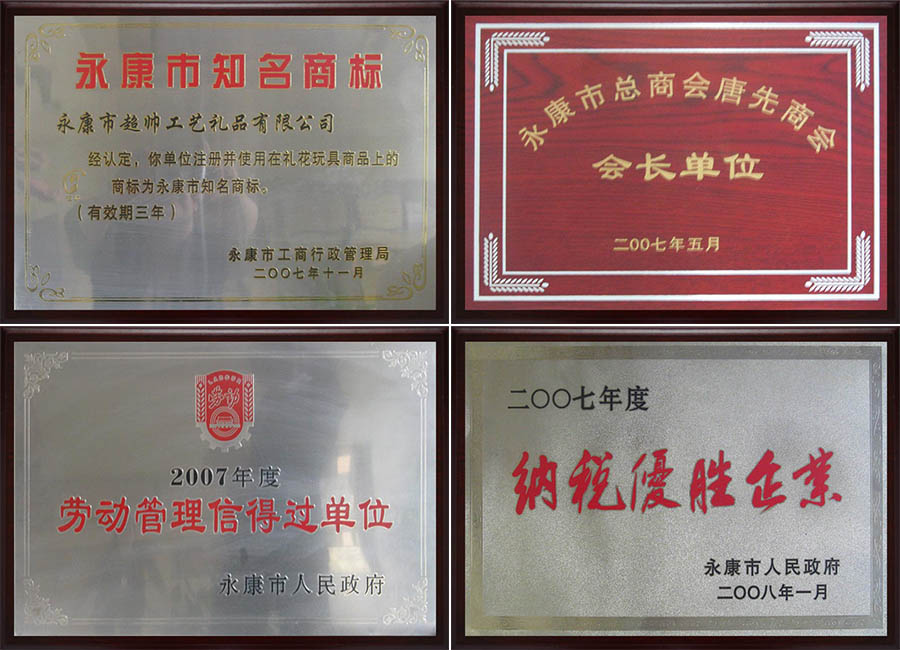 永康市知名商标
永康市超帅工艺礼品有限公司
经认定，你单位注册并使用在礼花玩具商品上的
商标为永康市知名商标。
（有效期三年）
永康市工商行政管理局
二〇〇七年十一月
永康市总商会唐先商会
会长单位
二〇〇七年五月
劳动
2007年度
劳动管理信得过单位
永康市人民政府
二〇〇七年度
纳税優胜企業
永康市人民政府
二〇〇八年一月